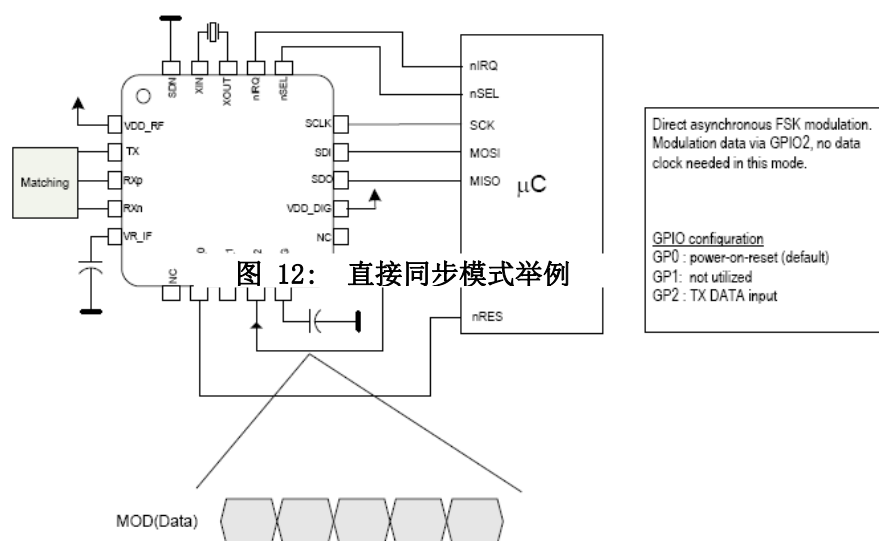 SDN
XIN
XOUT
nIRQ
nSEL
VDD_RF
TX
RXp
RXn
VR_IF
SCLK
SDI
SDO
VDD_DIG
NC
NC
0
1
2
3
Matching
nIRQ
nSEL
SCK
MOSI
MISO
μC
nRES
图 12: 直接同步模式举例
Direct asynchronous FSK modulation.
Modulation data via GPIO2, no data
clock needed in this mode.
GPIO configuration
GP0 : power-on-reset (default)
GP1: not utilized
GP2 : TX DATA input
MOD(Data)